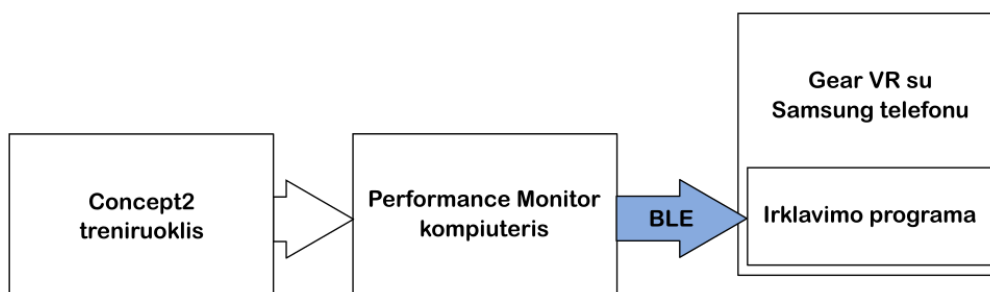 Concept2
treniruoklis
Performance Monitor
kompiuteris
BLE
Gear VR su
Samsung telefonu
Irklavimo programa